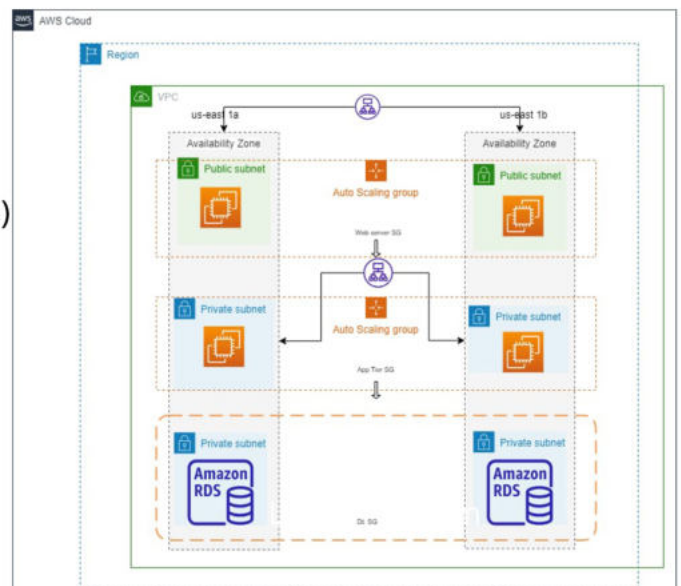 aws AWS Cloud
Region
VPC
us-east 1a us-east 1b
Availability Zone Availability Zone
Public subnet Public subnet
)
Auto Scaling group
Web server SG
Private subnet Private subnet
Auto Scaling group
App Tier SG
Private subnet Private subnet
Amazon Amazon
RDS RDS
SG